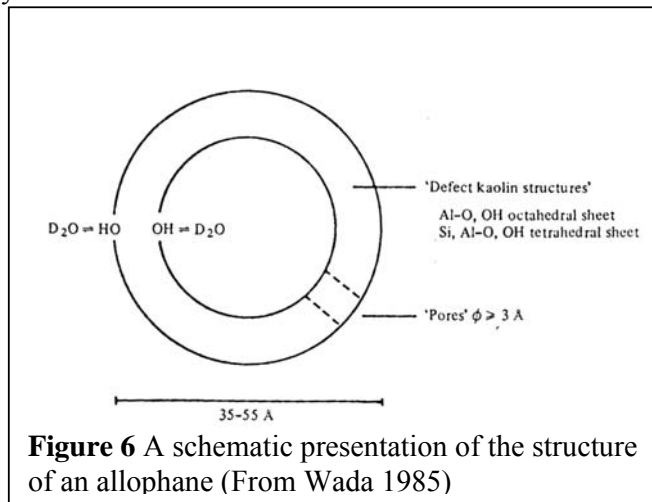 'Defect kaolin structures'
Al-O, OH octahedral sheet
Si, Al-O, OH tetrahedral sheet
D₂O ⇌ HO OH ⇌ D₂O
'Pores' ϕ ⩾ 3 A
35-55 A
Figure 6 A schematic presentation of the structure
of an allophane (From Wada 1985)